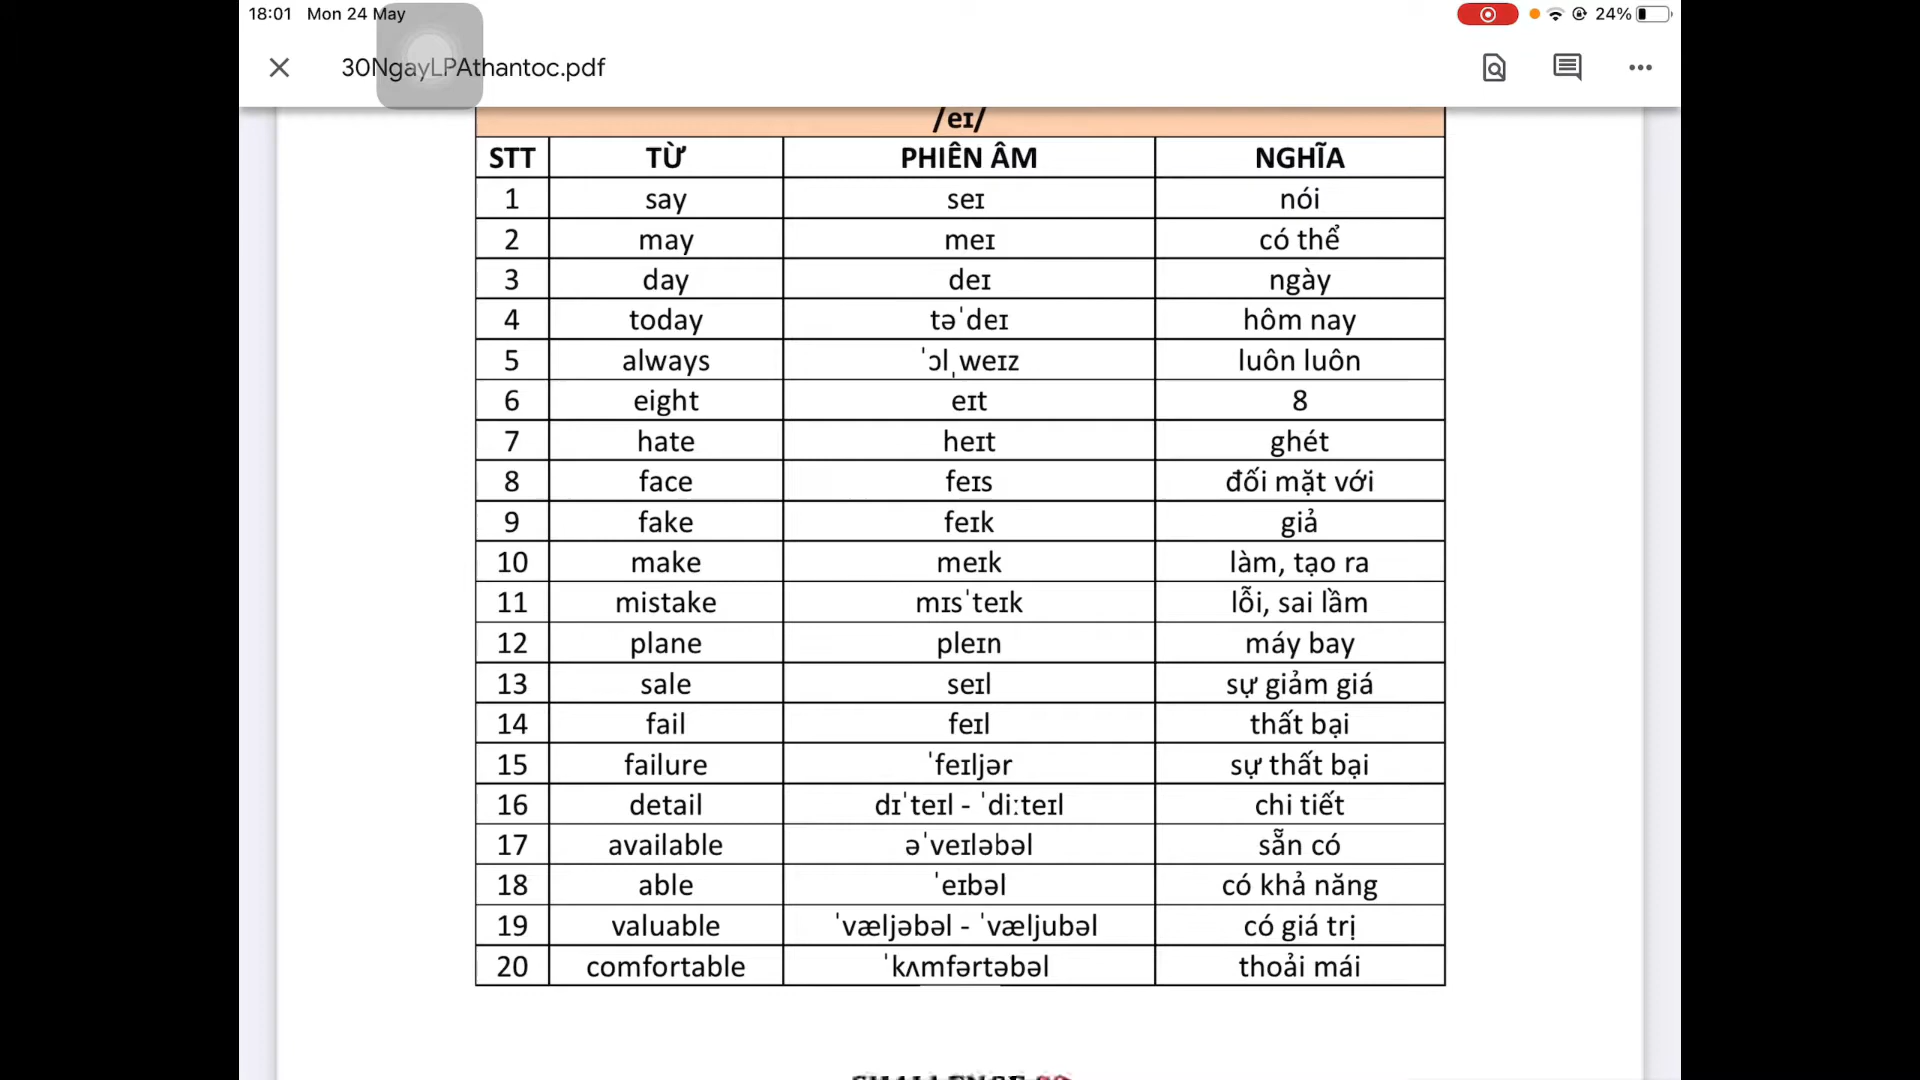 18:01 Mon 24 May 24%
30NgayLPAthantoc.pdf
/eɪ/
STT TỪ PHIÊN ÂM NGHĨA
1 say seɪ nói
2 may meɪ có thể
3 day deɪ ngày
4 today təˈdeɪ hôm nay
5 always ˈɔlˌweɪz luôn luôn
6 eight eɪt 8
7 hate heɪt ghét
8 face feɪs đối mặt với
9 fake feɪk giả
10 make meɪk làm, tạo ra
11 mistake mɪsˈteɪk lỗi, sai lầm
12 plane pleɪn máy bay
13 sale seɪl sự giảm giá
14 fail feɪl thất bại
15 failure ˈfeɪljər sự thất bại
16 detail dɪˈteɪl - ˈdiːteɪl chi tiết
17 available əˈveɪləbəl sẵn có
18 able ˈeɪbəl có khả năng
19 valuable ˈvæljəbəl - ˈvæljubəl có giá trị
20 comfortable ˈkʌmfərtəbəl thoải mái